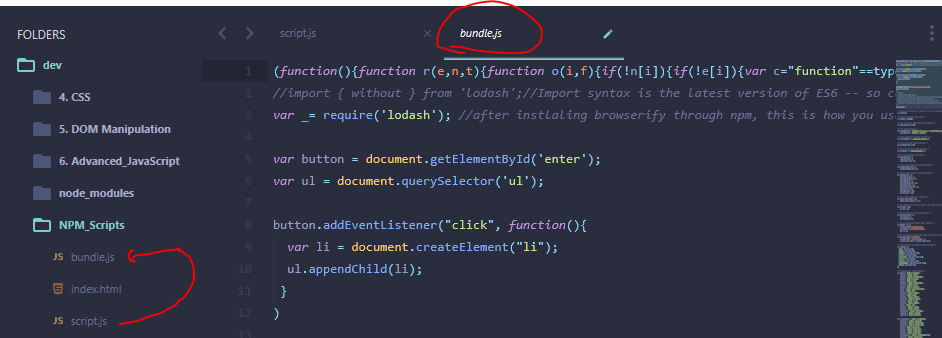 FOLDERS
dev
4. CSS
5. DOM Manipulation
6. Advanced_JavaScript
node_modules
NPM_Scripts
JS bundle.js
index.html
JS script.js
script.js
bundle.js
1 (function(){function r(e,n,t){function o(i,f){if(!n[i]){if(!e[i]){var c="function"==typ
2 //import { without } from 'lodash';//Import syntax is the latest version of ES6 -- so c
3 var _= require('lodash'); //after instlaling browserify through npm, this is how you us
4
5 var button = document.getElementById('enter');
6 var ul = document.querySelector('ul');
7
8 button.addEventListener("click", function(){
9 var li = document.createElement("li");
10 ul.appendChild(li);
11 }
12 )
13